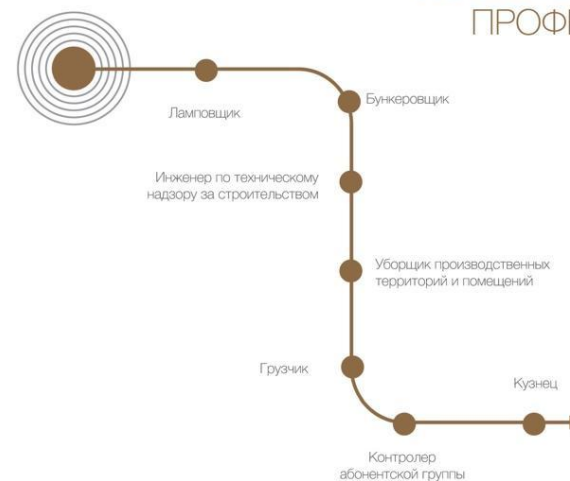 ПРОФ
Ламповщик
Бункеровщик
Инженер по техническому
надзору за строительством
Уборщик производственных
территорий и помещений
Грузчик
Кузнец
Контролер
абонентской группы